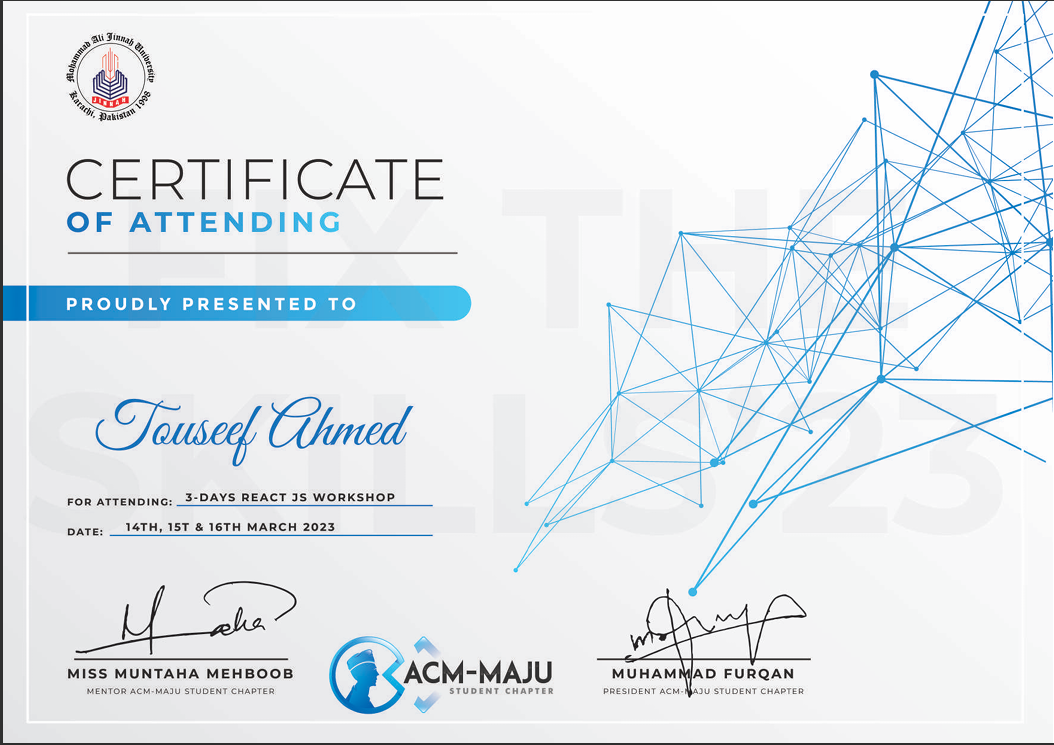 Mohammad Ali Jinnah University
JINNAH
Karachi, Pakistan 1998
CERTIFICATE
OF ATTENDING
PROUDLY PRESENTED TO
FIX THE
SKILLS'23
Touseef Ahmed
FOR ATTENDING: 3-DAYS REACT JS WORKSHOP
DATE: 14TH, 15T & 16TH MARCH 2023
MISS MUNTAHA MEHBOOB
MENTOR ACM-MAJU STUDENT CHAPTER
ACM-MAJU
STUDENT CHAPTER
MUHAMMAD FURQAN
PRESIDENT ACM-MAJU STUDENT CHAPTER